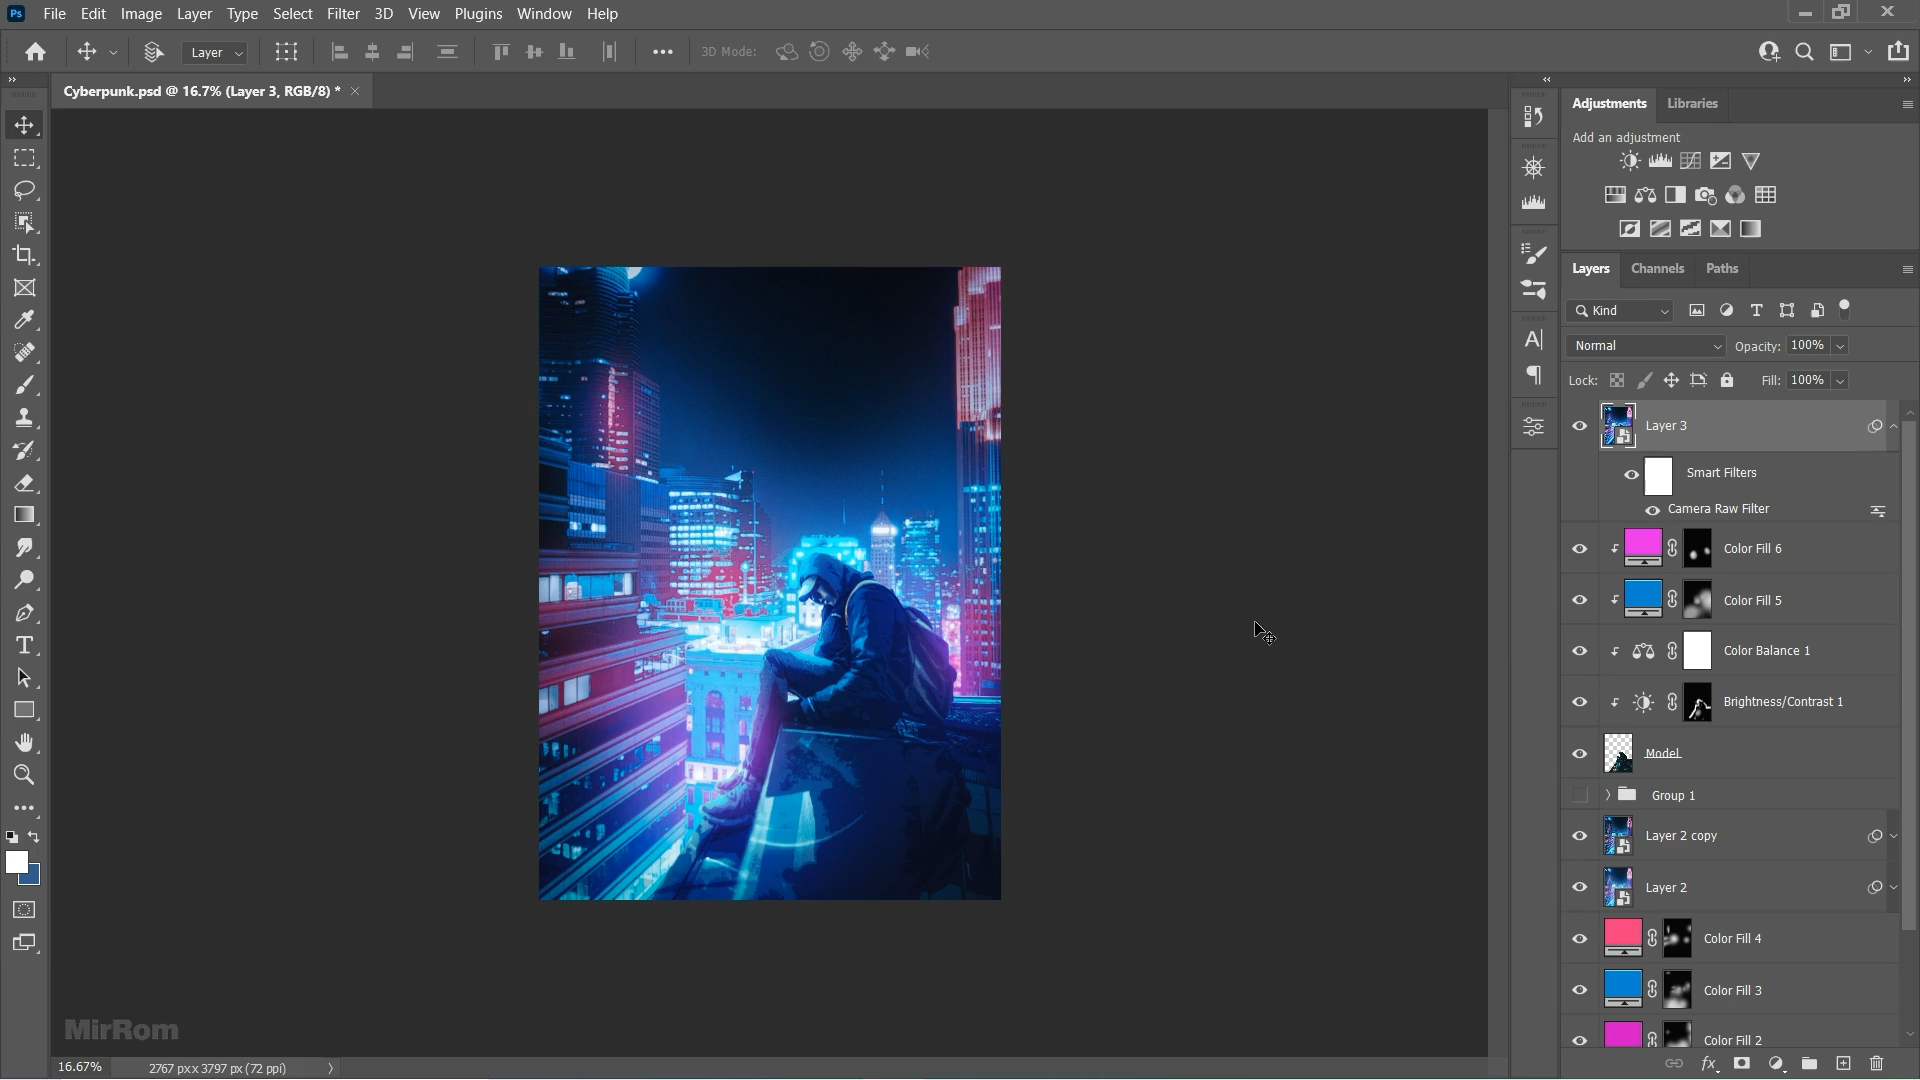 Ps File Edit Image Layer Type Select Filter 3D View Plugins Window Help
Layer 3D Mode:
Cyberpunk.psd @ 16.7% (Layer 3, RGB/8) *
Adjustments Libraries
Add an adjustment
Layers Channels Paths
Kind
Normal Opacity: 100%
Lock: Fill: 100%
Layer 3
Smart Filters
Camera Raw Filter
Color Fill 6
Color Fill 5
Color Balance 1
Brightness/Contrast 1
Model
Group 1
Layer 2 copy
Layer 2
Color Fill 4
Color Fill 3
Color Fill 2
MirRom
16.67% 2767 px x 3797 px (72 ppi)
fx